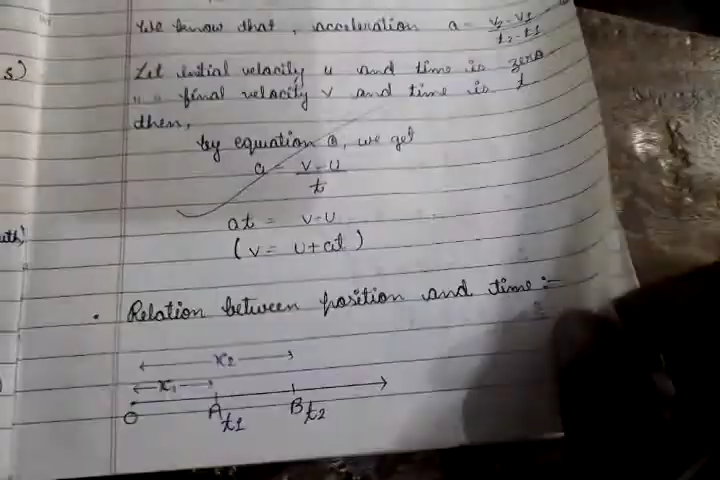 We know that, acceleration a = v2-v1/t2-t1
Let initial velocity u and time is zero
" " final velocity v and time is t
then,
by equation ①, we get
a = v-u/t
at = v-u
(v= u+at)
• Relation between position and time :-
x2
x1
O A t1 B t2